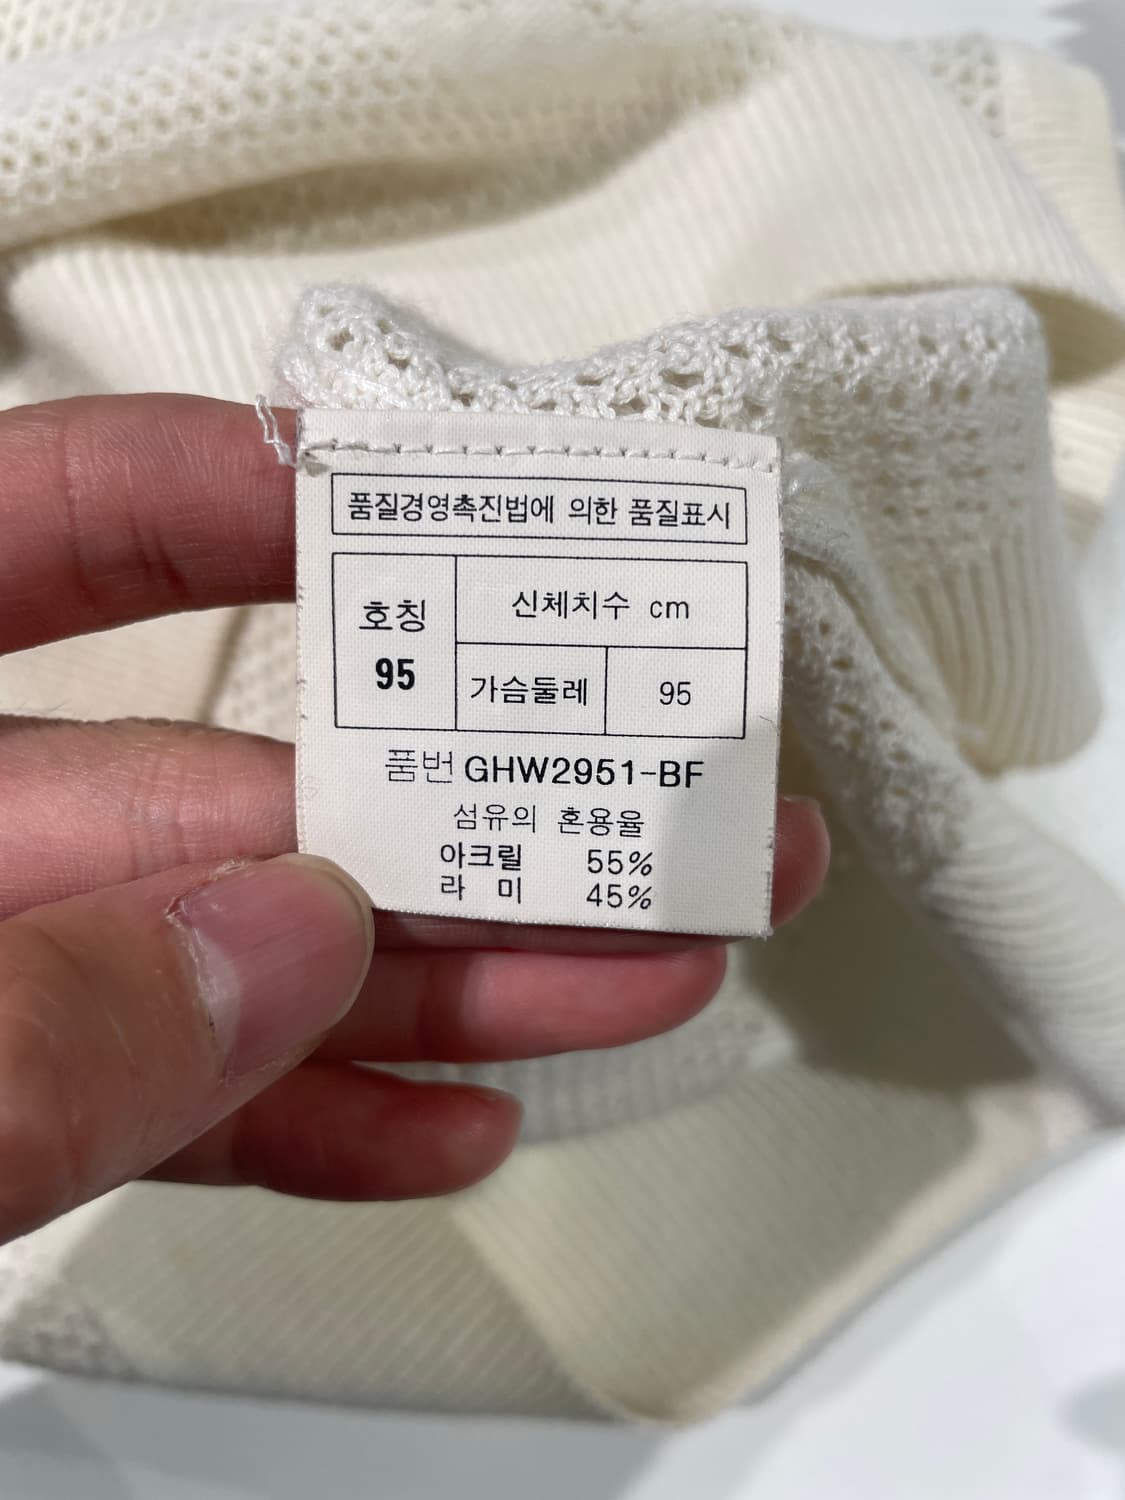 품질경영촉진법에 의한 품질표시
호칭
95
신체치수 cm
가슴둘레 95
품번 GHW2951-BF
섬유의 혼용율
아크릴 55%
라 미 45%